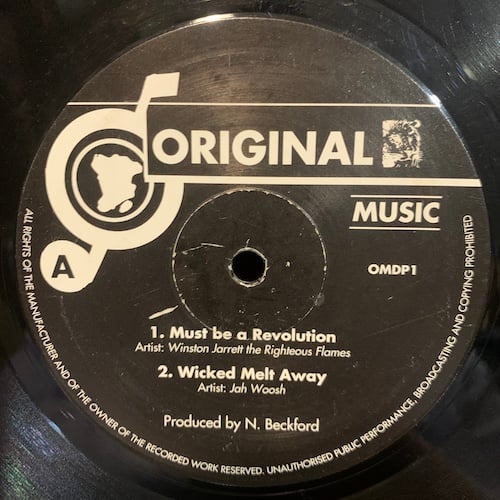 ORIGINAL
MUSIC
A
OMDP1
1. Must be a Revolution
Artist: Winston Jarrett the Righteous Flames
2. Wicked Melt Away
Artist: Jah Woosh
Produced by N. Beckford
ALL RIGHTS OF THE MANUFACTURER AND OF THE OWNER OF THE RECORDED WORK RESERVED. UNAUTHORISED PUBLIC PERFORMANCE, BROADCASTING AND COPYING PROHIBITED